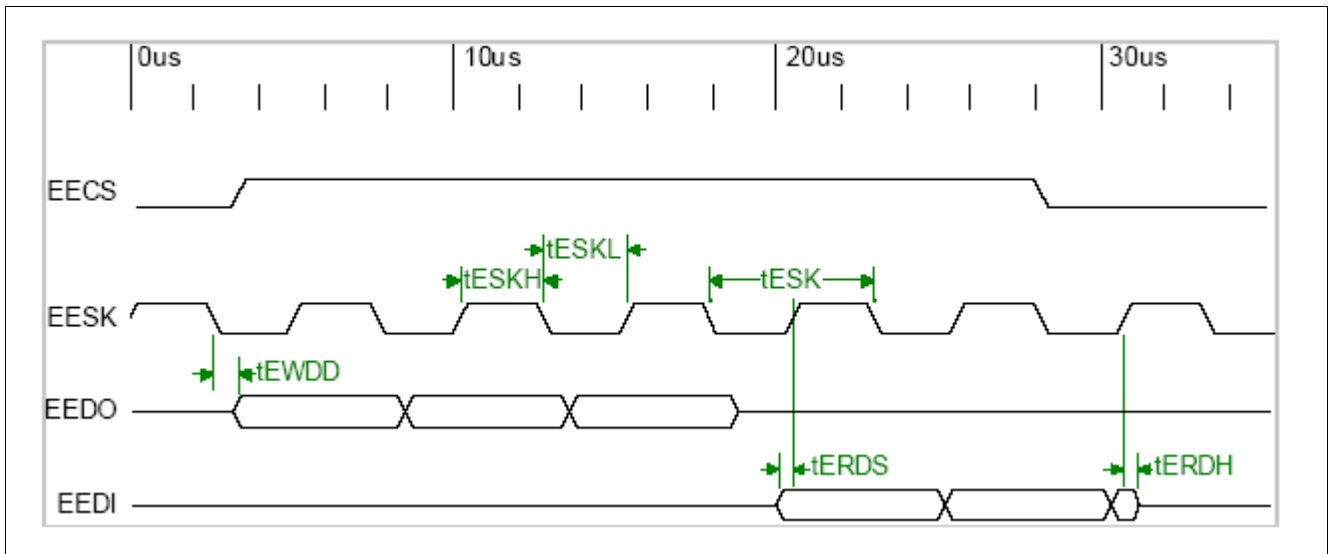 0us 10us 20us 30us
EECS
tESKL
tESKH tESK
EESK
tEWDD
EEDO
tERDS tERDH
EEDI